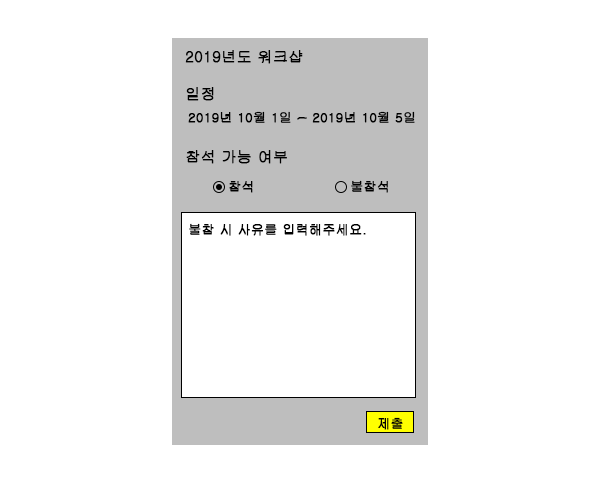 2019년도 워크샵
일정
2019년 10월 1일 ~ 2019년 10월 5일
참석 가능 여부
참석 불참석
불참 시 사유를 입력해주세요.
제출